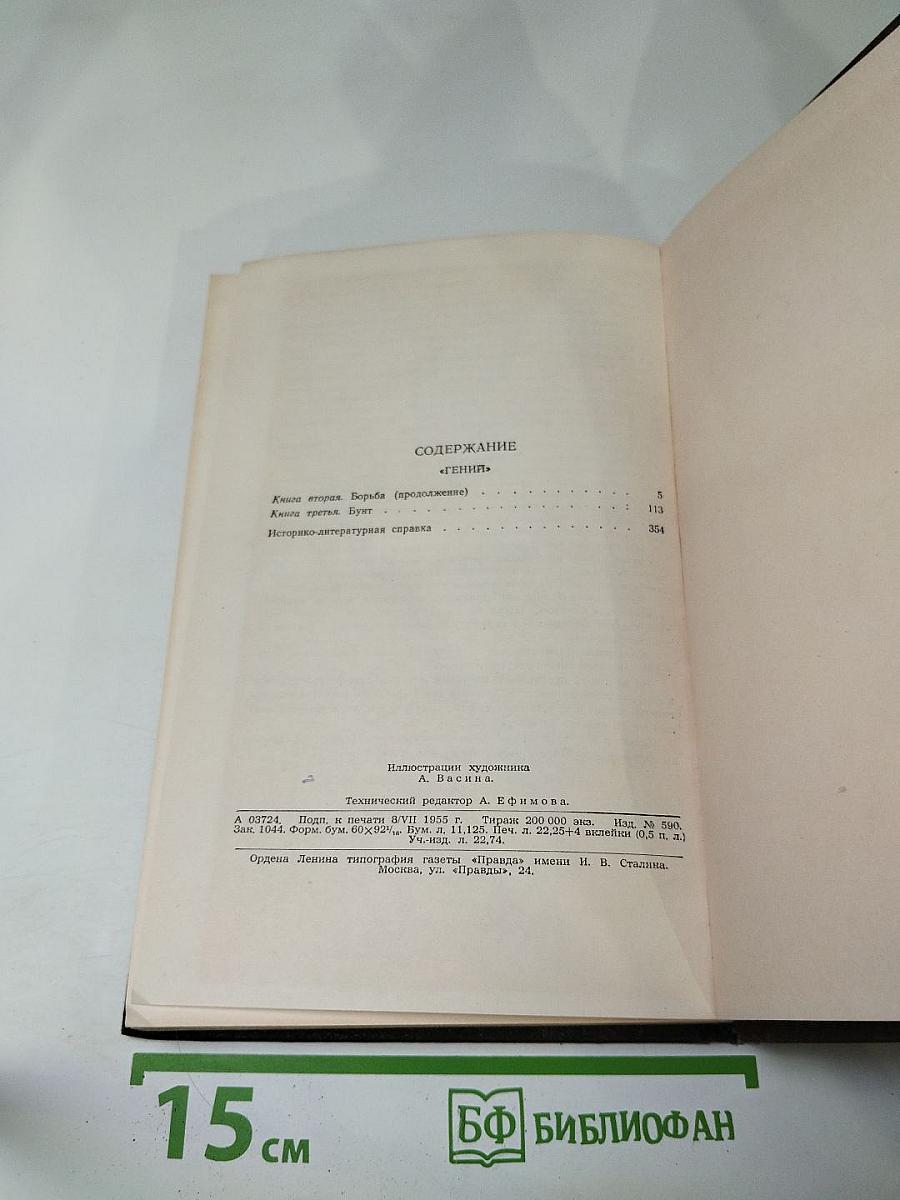 СОДЕРЖАНИЕ
«ГЕНИЙ»
Книга вторая. Борьба (продолжение) . . . . . . . . . . . 5
Книга третья. Бунт . . . . . . . . . . . . . . . . . 113
Историко-литературная справка . . . . . . . . . . . . . 354
Иллюстрации художника
А. Васина.
Технический редактор А. Ефимова.
А 03724. Подп. к печати 8/VII 1955 г. Тираж 200 000 экз. Изд. № 590.
Зак. 1044. Форм. бум. 60×92¹/₁₆. Бум. л. 11,125. Печ. л. 22,25+4 вклейки (0,5 п. л.)
Уч.-изд. л. 22,74.
Ордена Ленина типография газеты «Правда» имени И. В. Сталина.
Москва, ул. «Правды», 24.
15 см
БФ БИБЛИОФАН